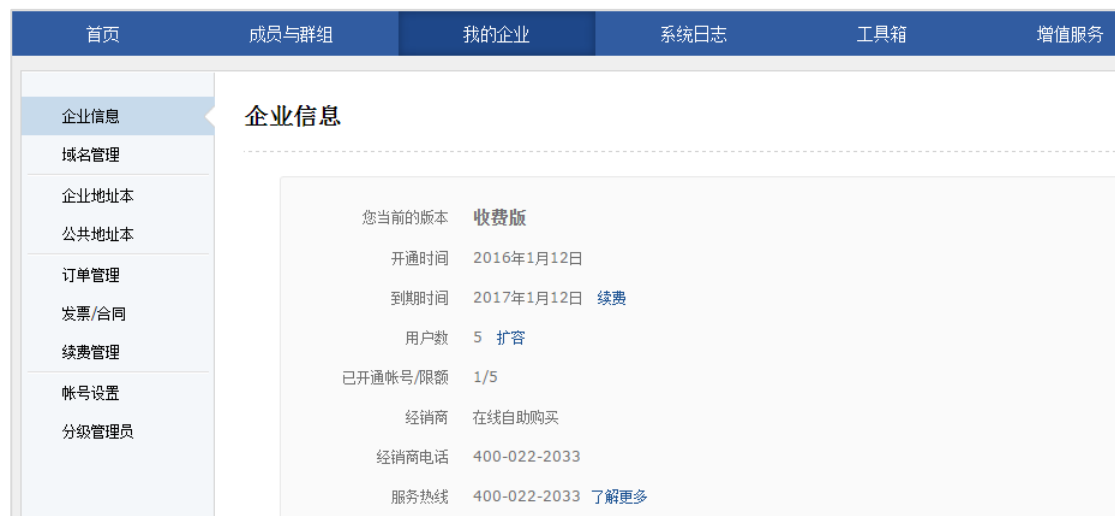 首页 成员与群组 我的企业 系统日志 工具箱 增值服务
企业信息
域名管理
企业地址本
公共地址本
订单管理
发票/合同
续费管理
帐号设置
分级管理员
企业信息
您当前的版本 收费版
开通时间 2016年1月12日
到期时间 2017年1月12日 续费
用户数 5 扩容
已开通帐号/限额 1/5
经销商 在线自助购买
经销商电话 400-022-2033
服务热线 400-022-2033 了解更多